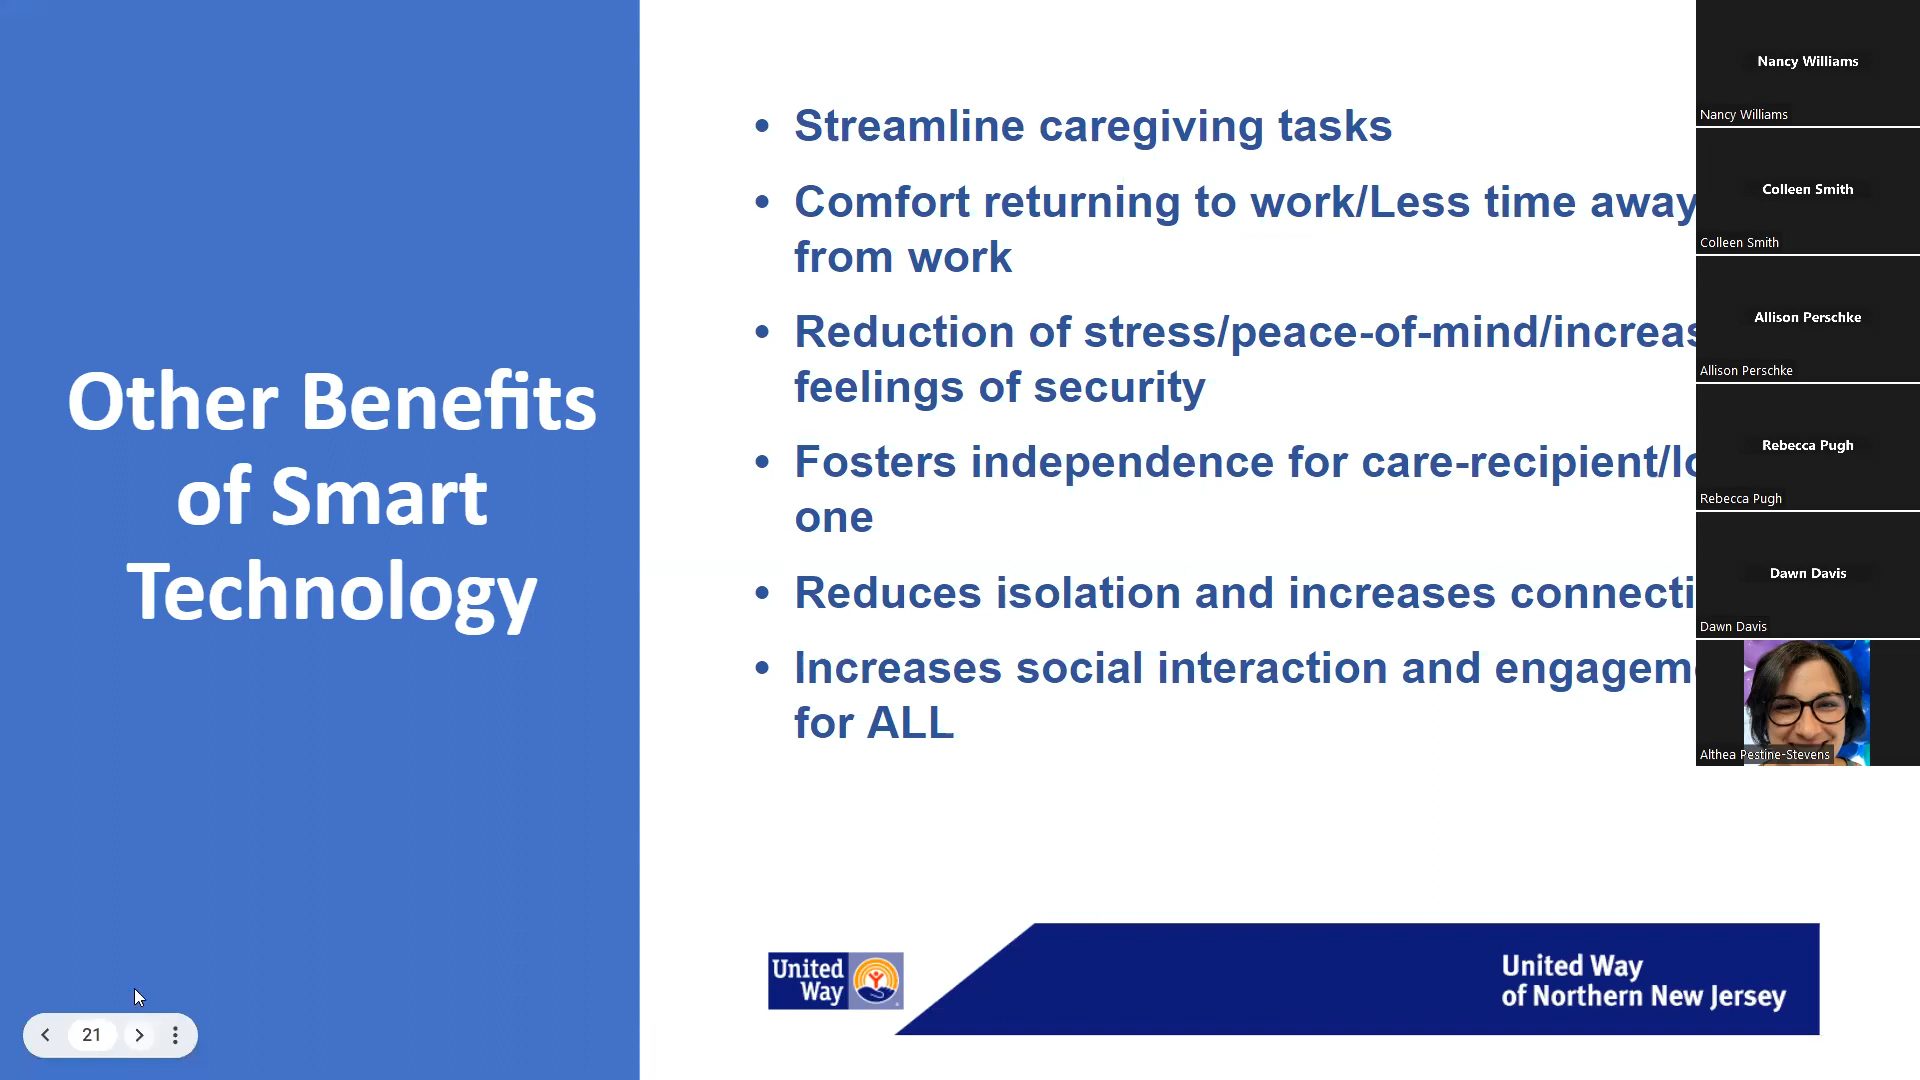 Other Benefits
of Smart
Technology
• Streamline caregiving tasks
• Comfort returning to work/Less time away
from work
• Reduction of stress/peace-of-mind/increas
feelings of security
• Fosters independence for care-recipient/lo
one
• Reduces isolation and increases connecti
• Increases social interaction and engagem
for ALL
United
Way
United Way
of Northern New Jersey
21
Nancy Williams
Nancy Williams
Colleen Smith
Colleen Smith
Allison Perschke
Allison Perschke
Rebecca Pugh
Rebecca Pugh
Dawn Davis
Dawn Davis
Althea Pestine-Stevens